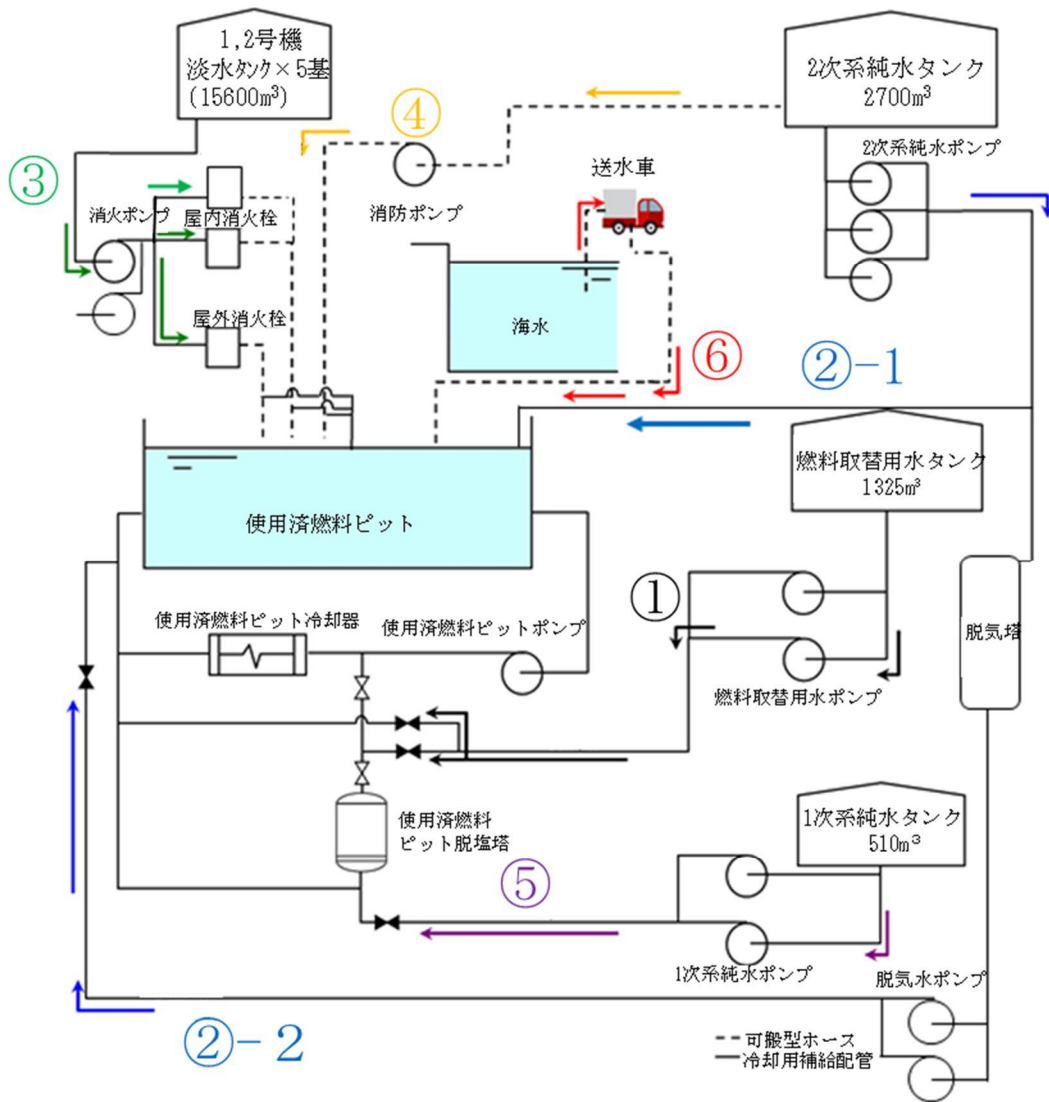 1,2号機
淡水タンク×5基
(15600m³)
2次系純水タンク
2700m³
④
2次系純水ポンプ
送水車
③
消火ポンプ
屋内消火栓
消防ポンプ
屋外消火栓
海水
⑥
②-1
燃料取替用水タンク
1325m³
使用済燃料ピット
①
使用済燃料ピット冷却器
使用済燃料ピットポンプ
脱気塔
燃料取替用水ポンプ
1次系純水タンク
510m³
使用済燃料
ピット脱塩塔
⑤
1次系純水ポンプ
脱気水ポンプ
②-2
可搬型ホース
冷却用補給配管